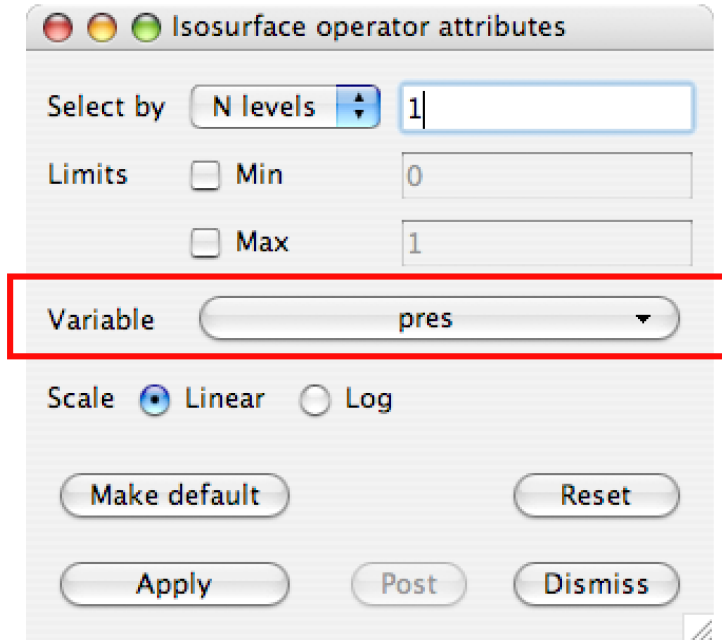 Isosurface operator attributes
Select by N levels 1
Limits Min 0
Max 1
Variable pres
Scale Linear Log
Make default Reset
Apply Post Dismiss